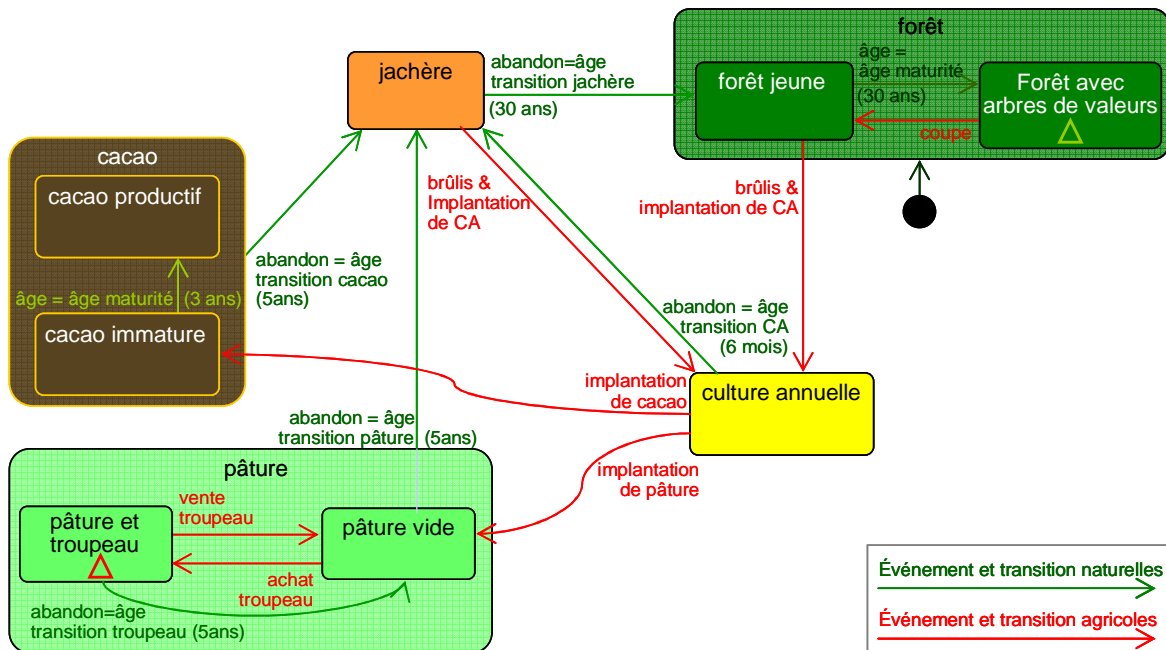 forêt
jachère
abandon=âge
transition jachère
(30 ans)
forêt jeune
âge =
âge maturité
(30 ans)
Forêt avec
arbres de valeurs
coupe
cacao
cacao productif
âge = âge maturité (3 ans)
cacao immature
abandon = âge
transition cacao
(5ans)
brûlis &
Implantation
de CA
brûlis &
implantation de CA
abandon = âge
transition CA
(6 mois)
culture annuelle
implantation
de cacao
implantation
de pâture
abandon = âge
transition pâture (5ans)
pâture
pâture et
troupeau
vente
troupeau
pâture vide
achat
troupeau
abandon=âge
transition troupeau (5ans)
Événement et transition naturelles
Événement et transition agricoles